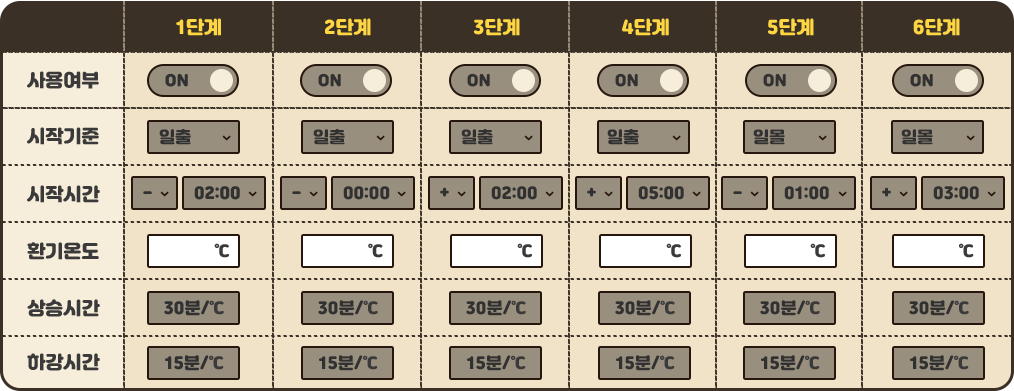 1단계 2단계 3단계 4단계 5단계 6단계
사용여부 ON ON ON ON ON ON
시작기준 일출 일출 일출 일출 일몰 일몰
시작시간 - 02:00 - 00:00 + 02:00 + 05:00 - 01:00 + 03:00
환기온도 ℃ ℃ ℃ ℃ ℃ ℃
상승시간 30분/℃ 30분/℃ 30분/℃ 30분/℃ 30분/℃ 30분/℃
하강시간 15분/℃ 15분/℃ 15분/℃ 15분/℃ 15분/℃ 15분/℃